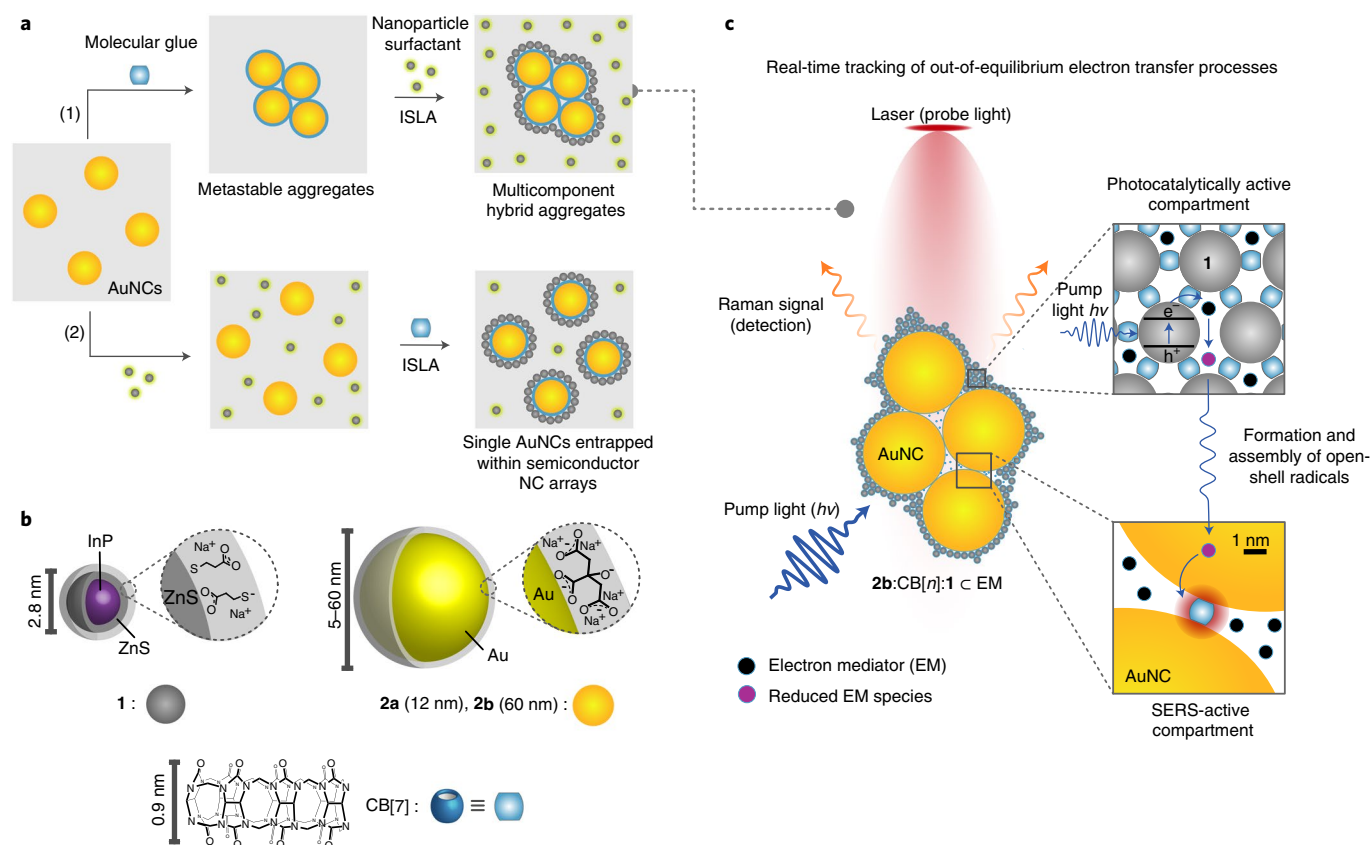 a
Molecular glue
(1)
Nanoparticle
surfactant
ISLA
Metastable aggregates
Multicomponent
hybrid aggregates
AuNCs
(2)
ISLA
Single AuNCs entrapped
within semiconductor
NC arrays
b
InP
2.8 nm
ZnS
Na+
S
O
O
-
ZnS
O
O
S-
Na+
5–60 nm
Au
Au
Na+
Na+
Na+
Na+
1 :
2a (12 nm), 2b (60 nm) :
0.9 nm
CB[7] :
≡
c
Real-time tracking of out-of-equilibrium electron transfer processes
Laser (probe light)
Raman signal
(detection)
Photocatalytically active
compartment
1
Pump
light hv
e–
h+
AuNC
Pump light (hv)
2b:CB[n]:1 ⊂ EM
Formation and
assembly of open-
shell radicals
1 nm
AuNC
Electron mediator (EM)
Reduced EM species
SERS-active
compartment